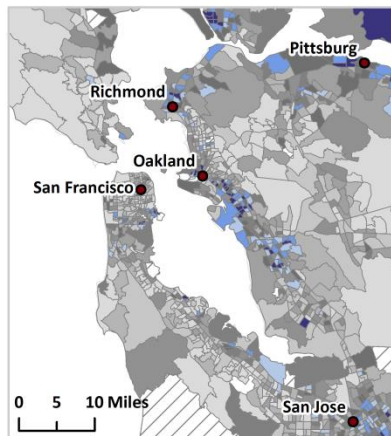 Pittsburg
Richmond
Oakland
San Francisco
San Jose
0 5 10 Miles